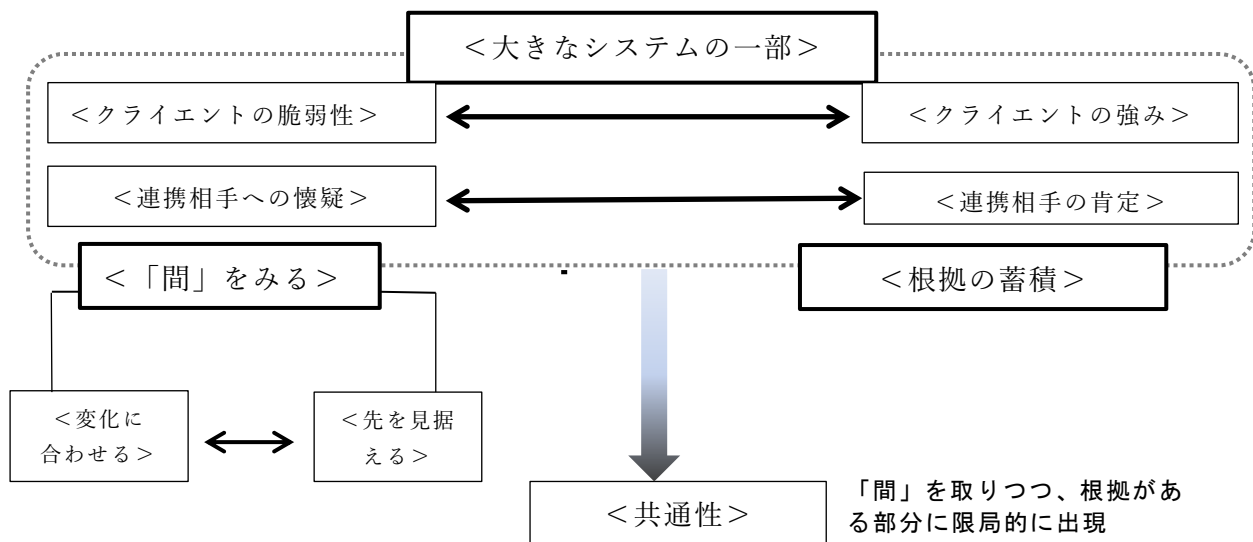 ＜大きなシステムの一部＞
＜クライエントの脆弱性＞
＜クライエントの強み＞
＜連携相手への懐疑＞
＜連携相手の肯定＞
＜「間」をみる＞
＜根拠の蓄積＞
＜変化に
合わせる＞
＜先を見据
える＞
＜共通性＞
「間」を取りつつ、根拠があ
る部分に限局的に出現